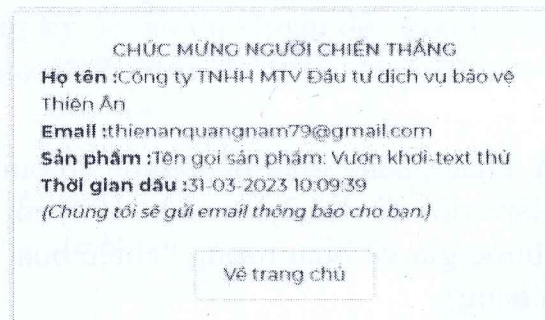 CHÚC MỪNG NGƯỜI CHIẾN THẮNG
Họ tên :Công ty TNHH MTV Đầu tư dịch vụ bảo vệ
Thiên Ân
Email :thienanquangnam79@gmail.com
Sản phẩm :Tên gọi sản phẩm: Vươn khơi-text thử
Thời gian đấu :31-03-2023 10:09:39
(Chúng tôi sẽ gửi email thông báo cho bạn.)
Về trang chủ